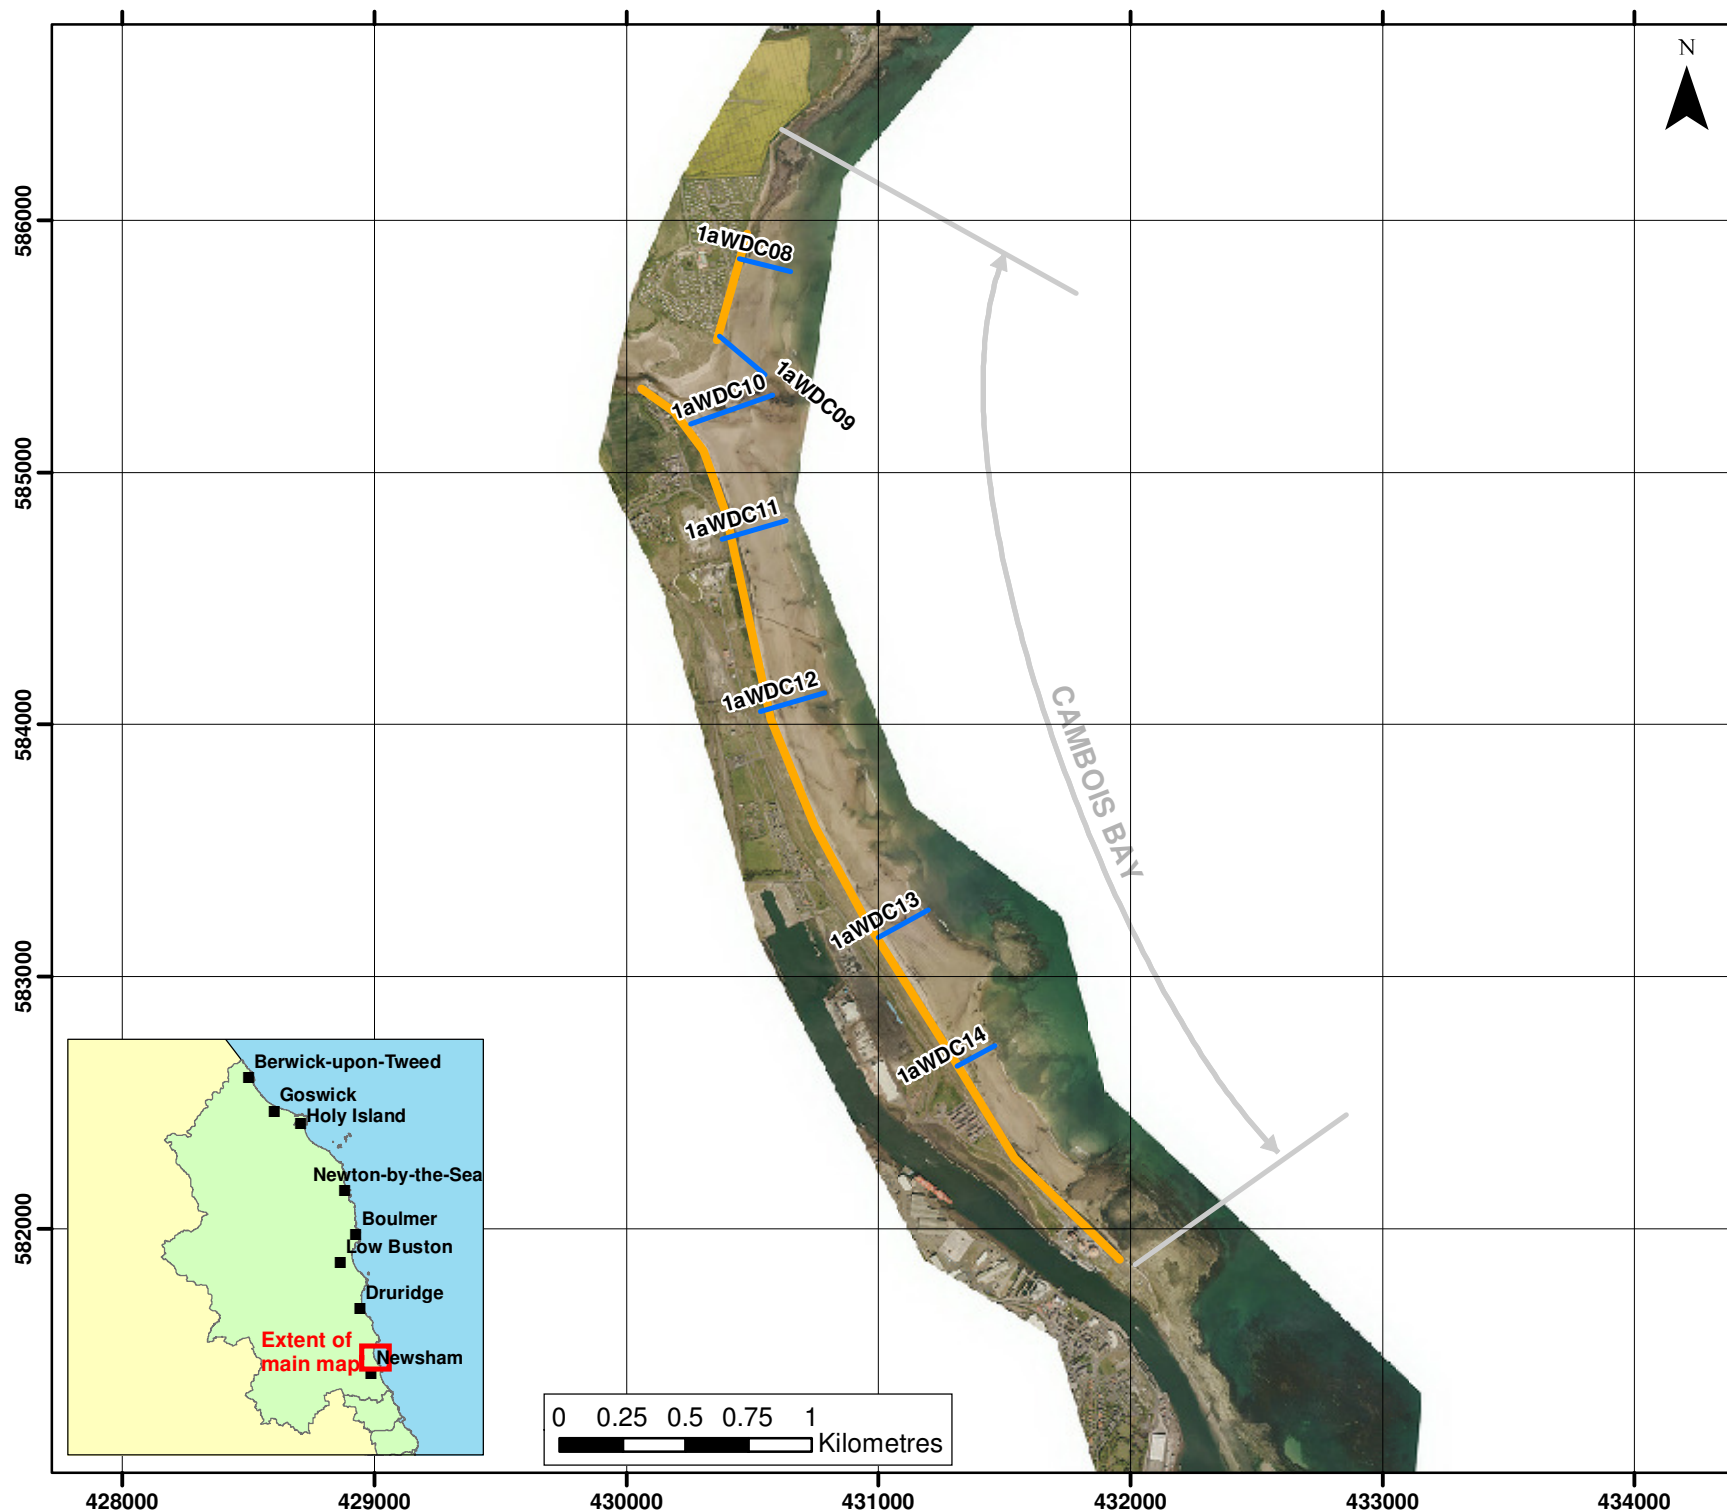 N
586000
585000
584000
583000
582000
1aWDC08
1aWDC09
1aWDC10
1aWDC11
1aWDC12
1aWDC13
1aWDC14
CAMBOIS BAY
Berwick-upon-Tweed
Goswick
Holy Island
Newton-by-the-Sea
Boulmer
Low Buston
Druridge
Extent of
main map
Newsham
0 0.25 0.5 0.75 1
Kilometres
428000 429000 430000 431000 432000 433000 434000